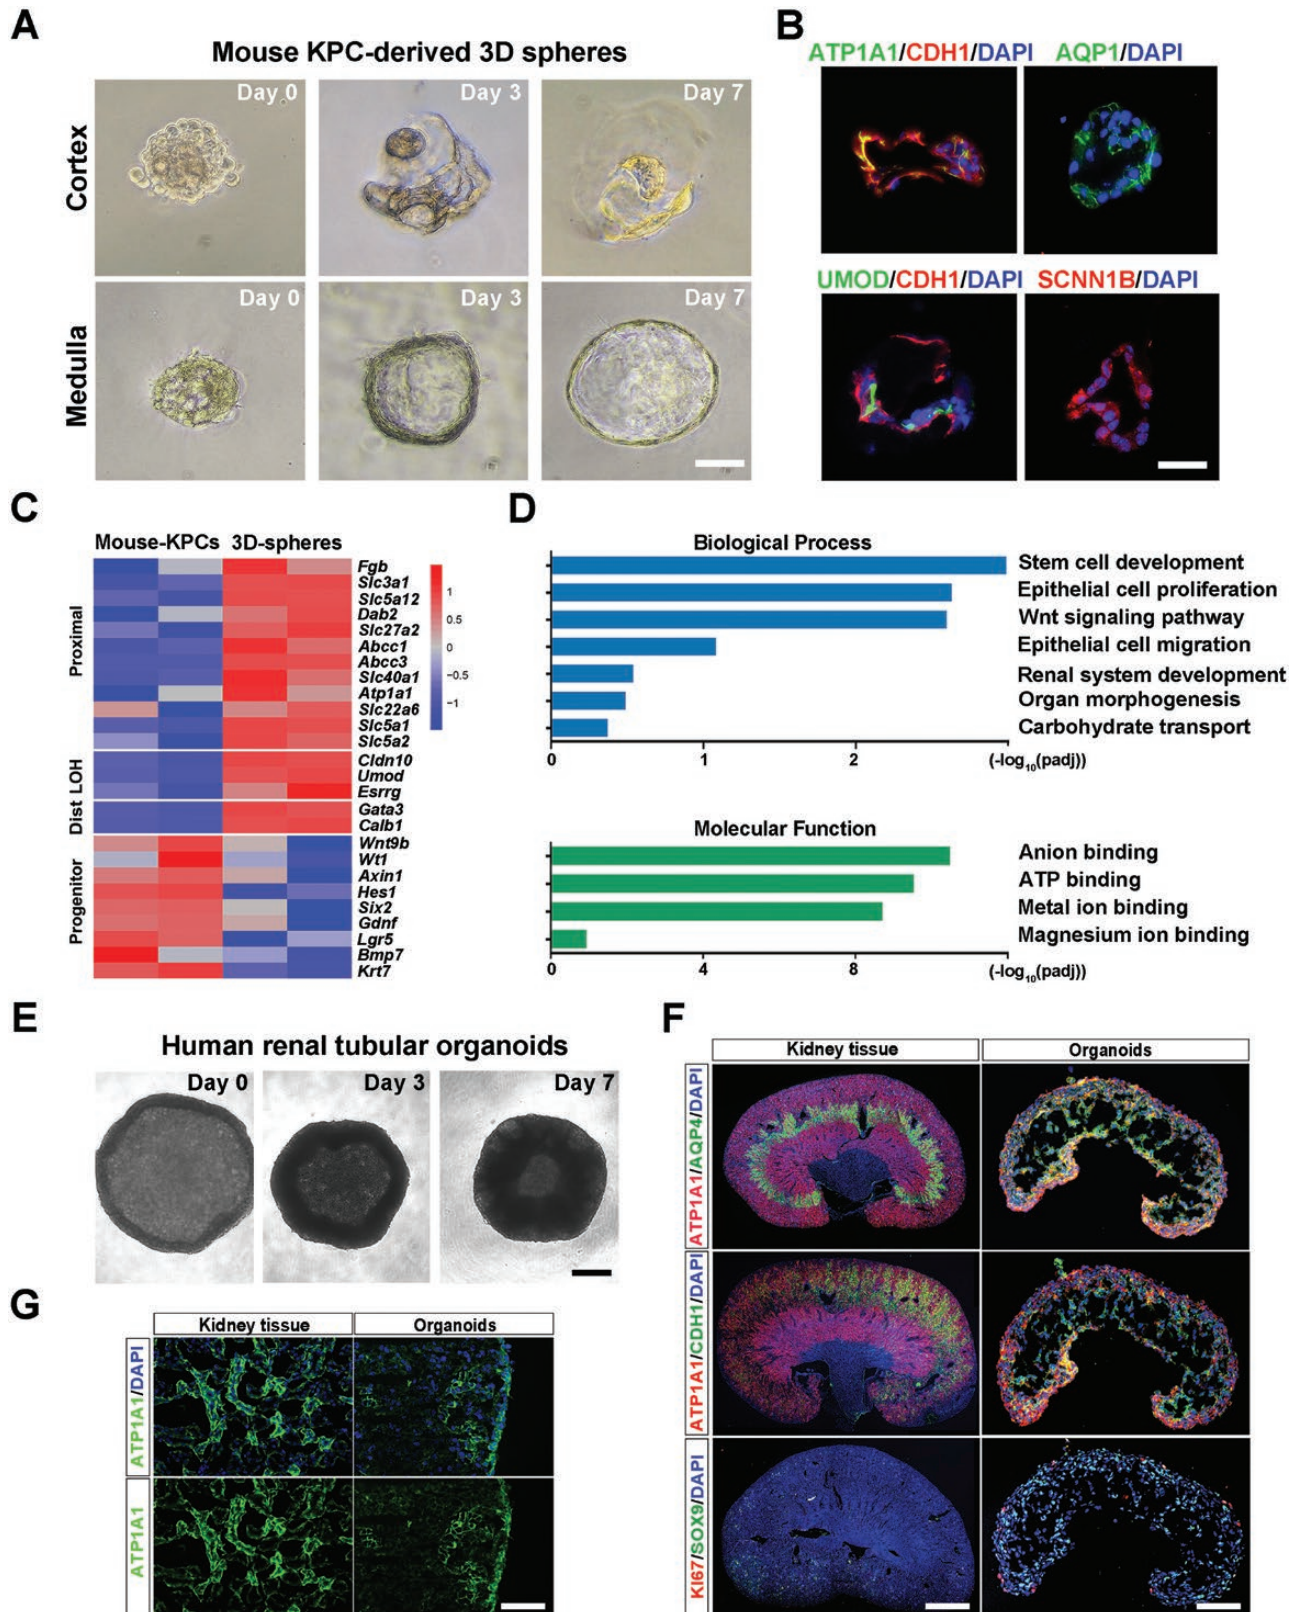 A
Mouse KPC-derived 3D spheres
Cortex
Day 0
Day 3
Day 7
Medulla
Day 0
Day 3
Day 7
B
ATP1A1/CDH1/DAPI
AQP1/DAPI
UMOD/CDH1/DAPI
SCNN1B/DAPI
C
Mouse-KPCs 3D-spheres
Proximal
Dist LOH
Progenitor
Fgb
Slc3a1
Slc5a12
Dab2
Slc27a2
Abcc1
Abcc3
Slc40a1
Atp1a1
Slc22a6
Slc5a1
Slc5a2
Cldn10
Umod
Esrrg
Gata3
Calb1
Wnt9b
Wt1
Axin1
Hes1
Six2
Gdnf
Lgr5
Bmp7
Krt7
1
0.5
0
−0.5
−1
D
Biological Process
Stem cell development
Epithelial cell proliferation
Wnt signaling pathway
Epithelial cell migration
Renal system development
Organ morphogenesis
Carbohydrate transport
0 1 2 (-log10(padj))
Molecular Function
Anion binding
ATP binding
Metal ion binding
Magnesium ion binding
0 4 8 (-log10(padj))
E
Human renal tubular organoids
Day 0
Day 3
Day 7
F
Kidney tissue
Organoids
ATP1A1/AQP4/DAPI
ATP1A1/CDH1/DAPI
KI67/SOX9/DAPI
G
Kidney tissue
Organoids
ATP1A1/DAPI
ATP1A1